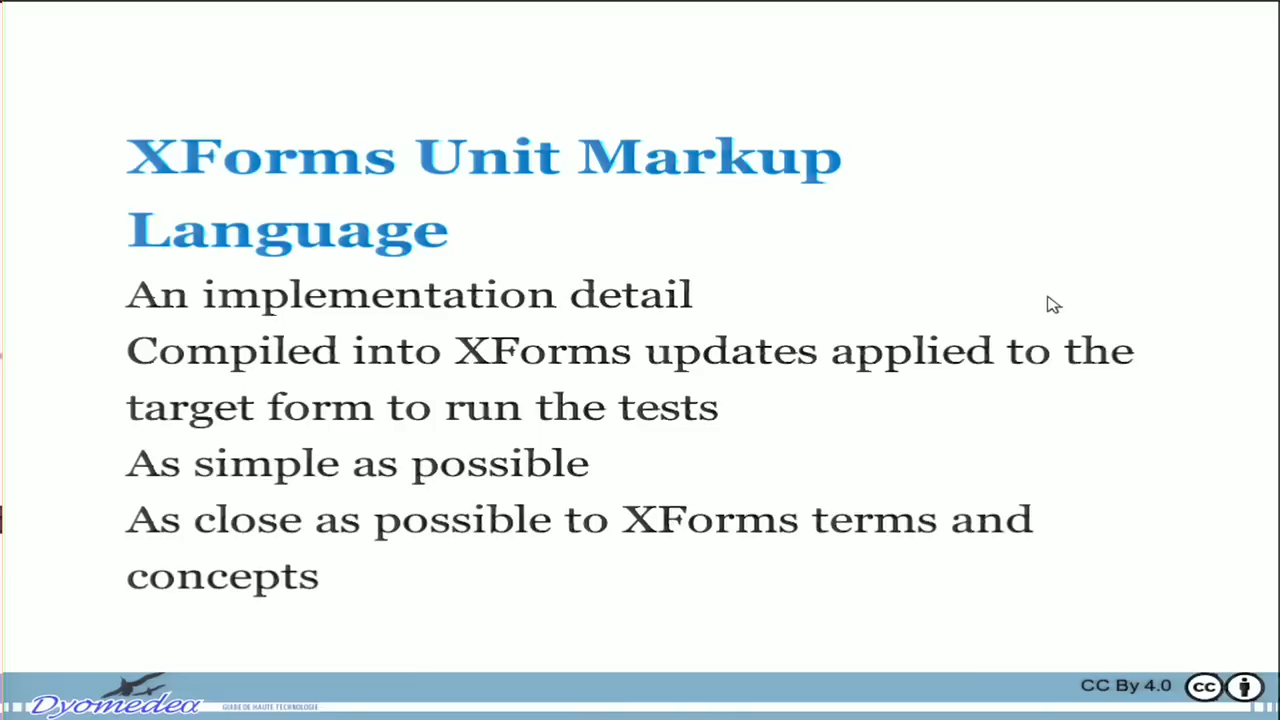 XForms Unit Markup
Language
An implementation detail
Compiled into XForms updates applied to the
target form to run the tests
As simple as possible
As close as possible to XForms terms and
concepts
CC By 4.0
cc
Dyomedea
GUIDE DE HAUTE TECHNOLOGIE